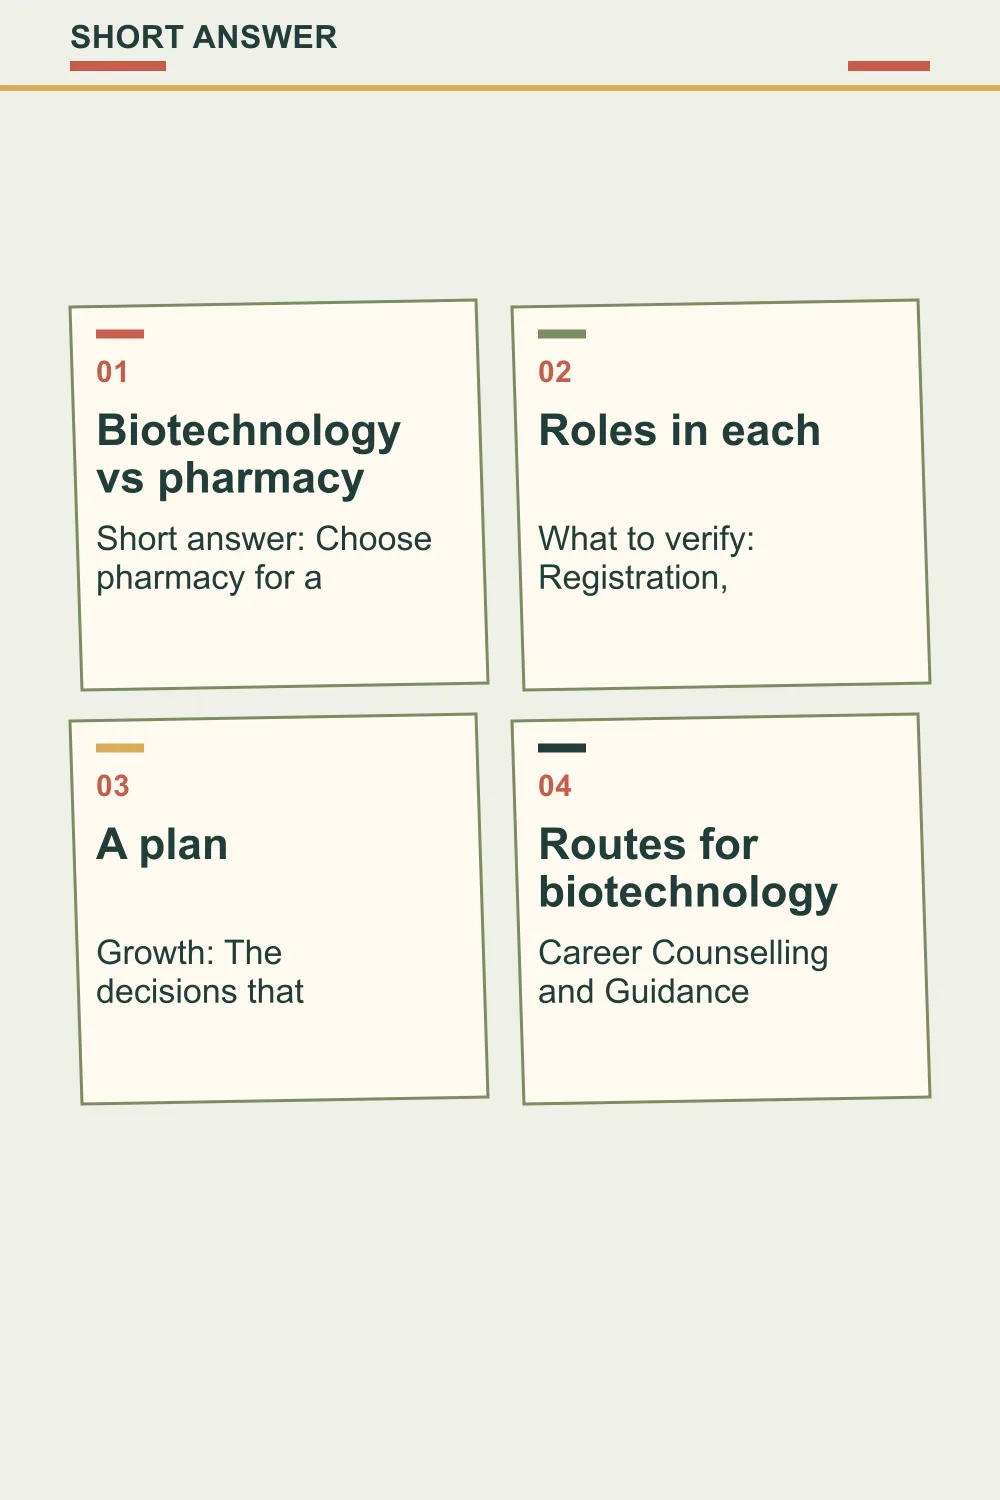 SHORT ANSWER
01
Biotechnology
vs pharmacy
Short answer: Choose
pharmacy for a
02
Roles in each
What to verify:
Registration,
03
A plan
Growth: The
decisions that
04
Routes for
biotechnology
Career Counselling
and Guidance